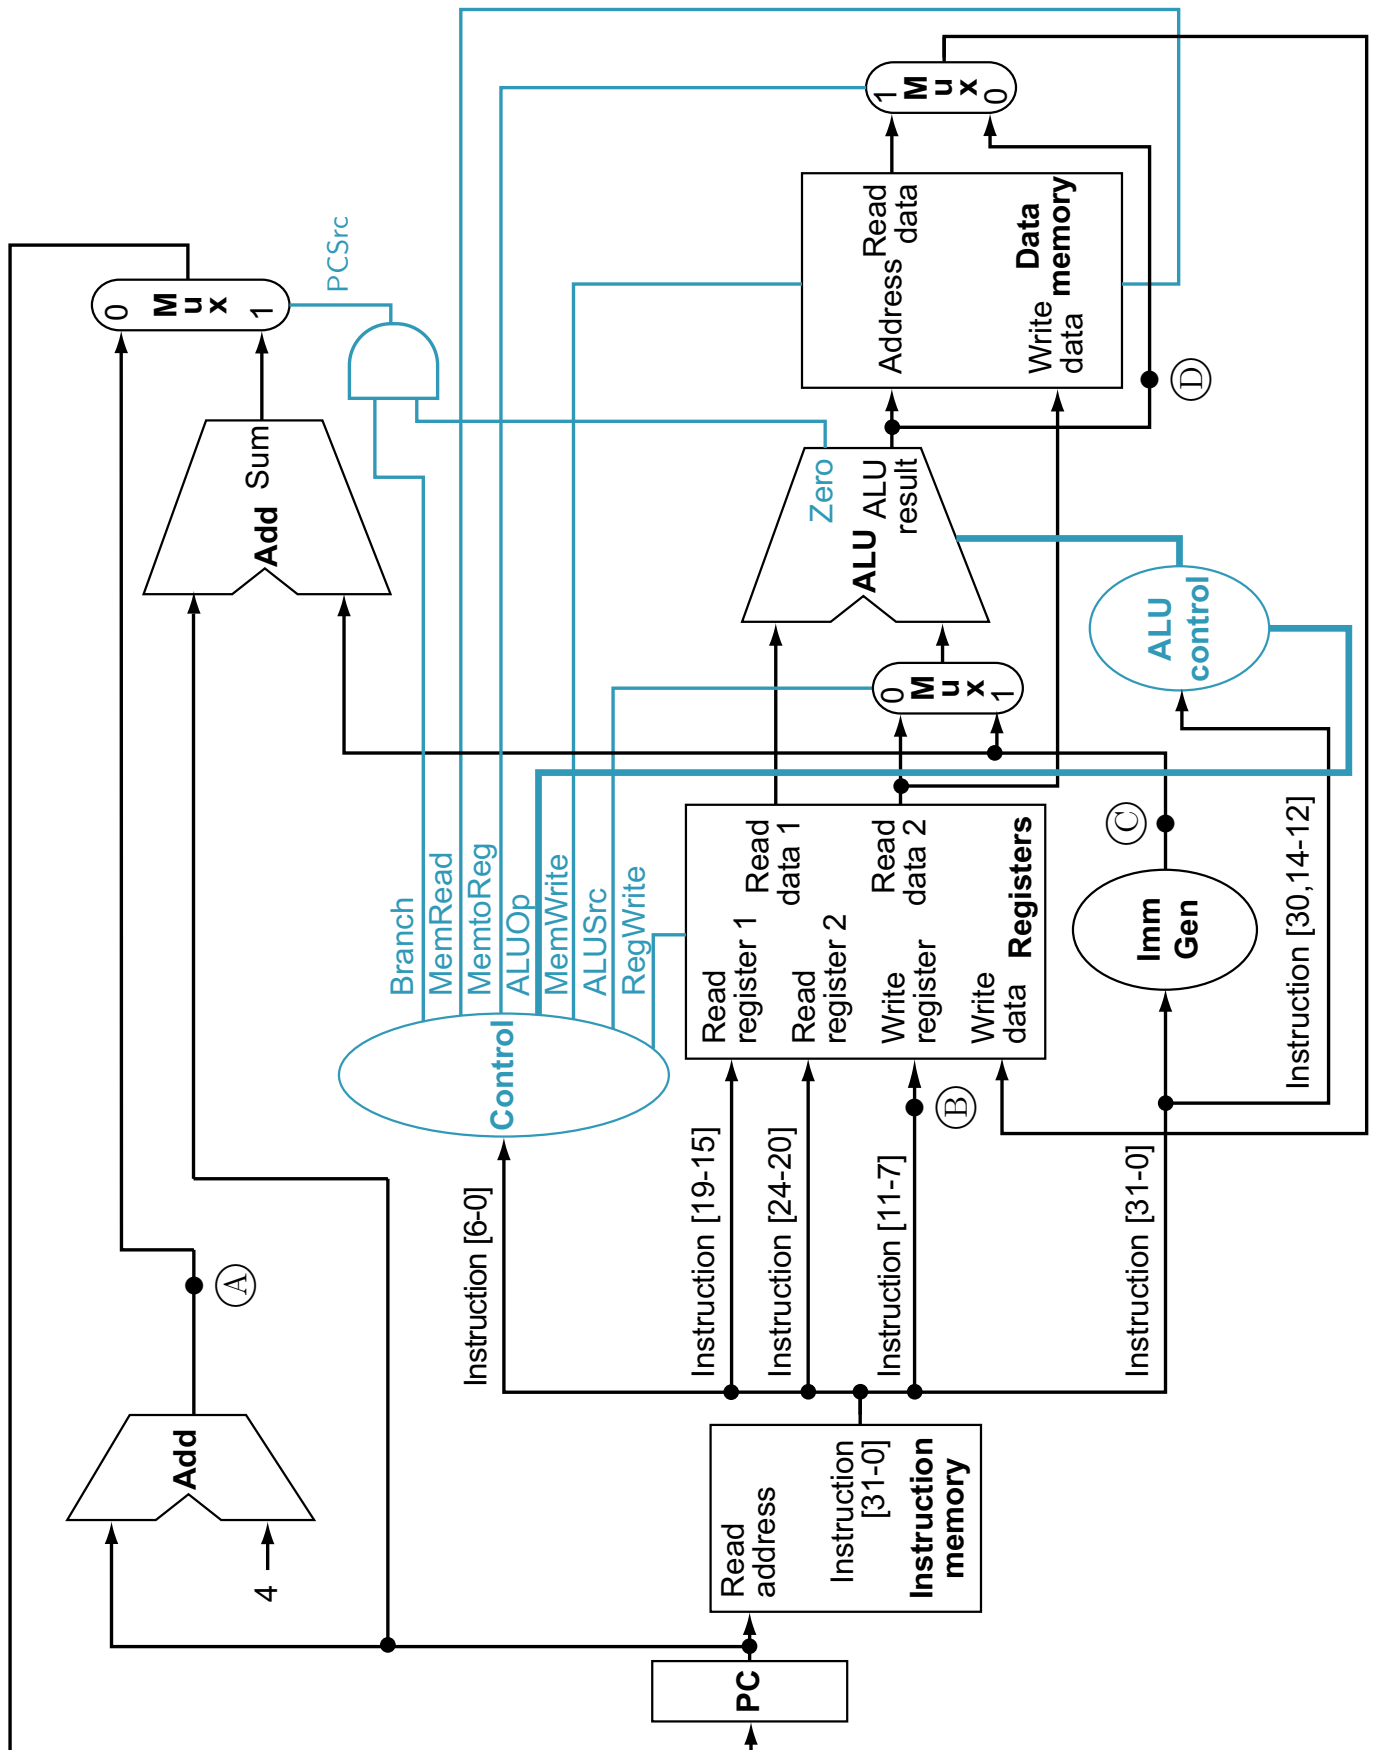 PCSrc
0
Mux
1
Add Sum
Add
4
A
Branch
MemRead
MemtoReg
ALUOp
MemWrite
ALUSrc
RegWrite
Control
Instruction [6-0]
Instruction [19-15]
Instruction [24-20]
Instruction [11-7]
Instruction [31-0]
B
PC
Read
address
Instruction
[31-0]
Instruction
memory
Read
register 1
Read
register 2
Write
register
Write
data
Read
data 1
Read
data 2
Registers
Imm
Gen
C
Instruction [30,14-12]
0
Mux
1
Zero
ALU
ALU
result
ALU
control
Address
Read
data
Write
data
Data
memory
D
1
Mux
0